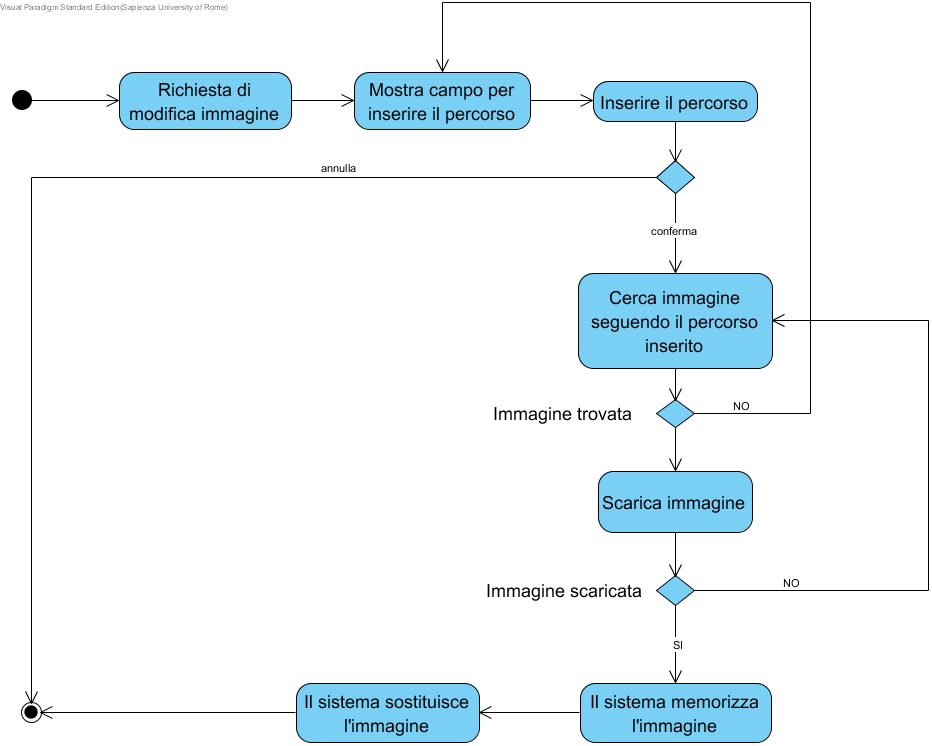 Visual Paradigm Standard Edition(Sapienza University of Rome)
Richiesta di
modifica immagine
Mostra campo per
inserire il percorso
Inserire il percorso
annulla
conferma
Cerca immagine
seguendo il percorso
inserito
Immagine trovata
NO
Scarica immagine
Immagine scaricata
NO
SI
Il sistema sostituisce
l'immagine
Il sistema memorizza
l'immagine